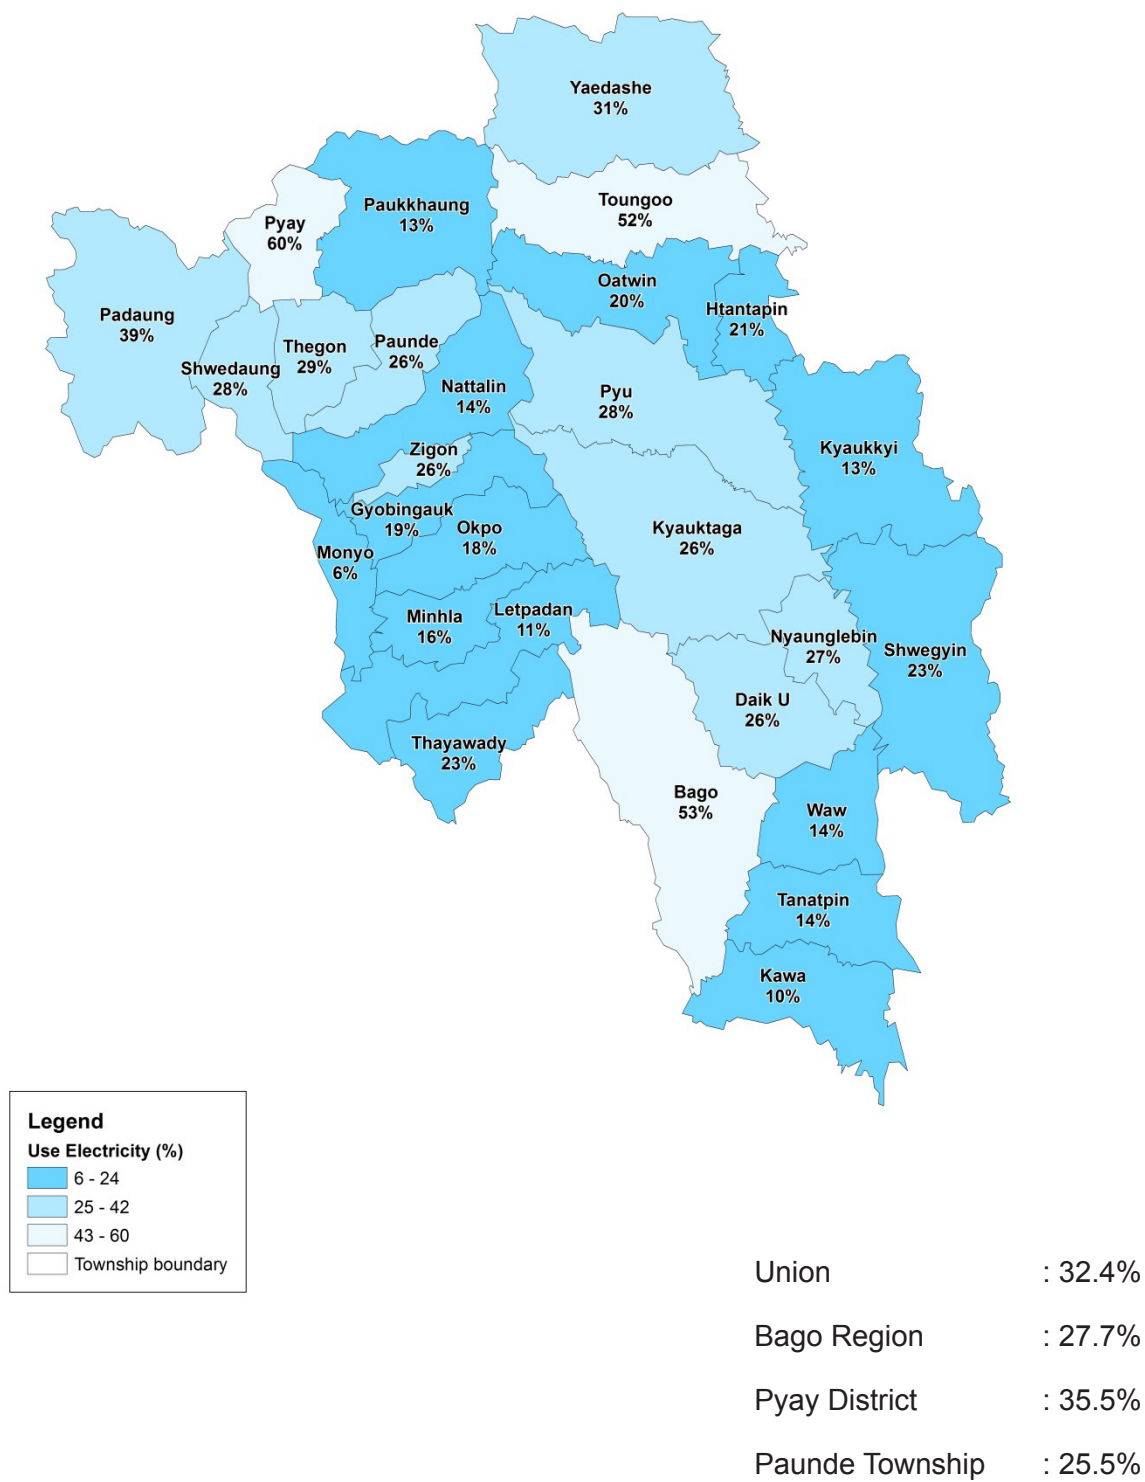 Yaedashe
31%
Toungoo
52%
Paukkhaung
13%
Pyay
60%
Oatwin
20%
Htantapin
21%
Padaung
39%
Paunde
26%
Thegon
29%
Shwedaung
28%
Nattalin
14%
Pyu
28%
Kyaukkyi
13%
Zigon
26%
Gyobingauk
19%
Okpo
18%
Kyauktaga
26%
Monyo
6%
Minhla
16%
Letpadan
11%
Nyaunglebin
27%
Shwegyin
23%
Daik U
26%
Thayawady
23%
Bago
53%
Waw
14%
Tanatpin
14%
Kawa
10%
Legend
Use Electricity (%)
6 - 24
25 - 42
43 - 60
Township boundary
Union : 32.4%
Bago Region : 27.7%
Pyay District : 35.5%
Paunde Township : 25.5%